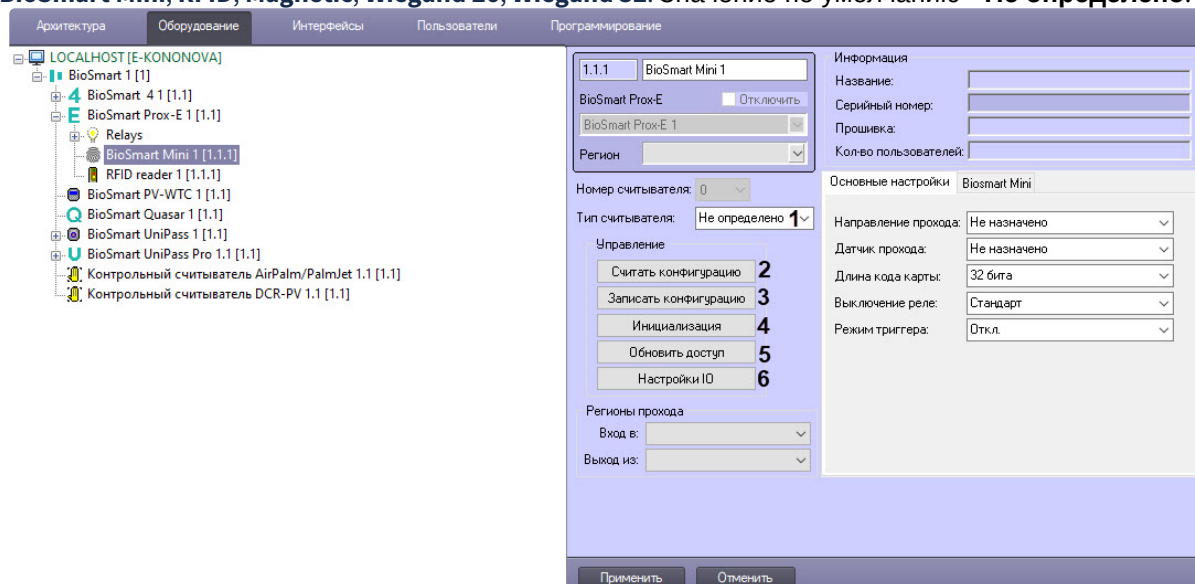 BioSmart Mini, RFID, Magnetic, Wiegand 26, Wiegand 32. Значение по умолчанию - Не определено.
Архитектура Оборудование Интерфейсы Пользователи Программирование
LOCALHOST [E-KONONOVA]
BioSmart 1 [1]
BioSmart 4 1 [1.1]
BioSmart Prox-E 1 [1.1]
Relays
BioSmart Mini 1 [1.1.1]
RFID reader 1 [1.1.1]
BioSmart PV-WTC 1 [1.1]
BioSmart Quasar 1 [1.1]
BioSmart UniPass 1 [1.1]
BioSmart UniPass Pro 1.1 [1.1]
Контрольный считыватель AirPalm/PalmJet 1.1 [1.1]
Контрольный считыватель DCR-PV 1.1 [1.1]
1.1.1 BioSmart Mini 1
BioSmart Prox-E Отключить
BioSmart Prox-E 1
Регион
Номер считывателя: 0
Тип считывателя: Не определено 1
Управление
Считать конфигурацию 2
Записать конфигурацию 3
Инициализация 4
Обновить доступ 5
Настройки IO 6
Регионы прохода
Вход в:
Выход из:
Информация
Название:
Серийный номер:
Прошивка:
Кол-во пользователей:
Основные настройки Biosmart Mini
Направление прохода: Не назначено
Датчик прохода: Не назначено
Длина кода карты: 32 бита
Выключение реле: Стандарт
Режим триггера: Откл.
Применить Отменить